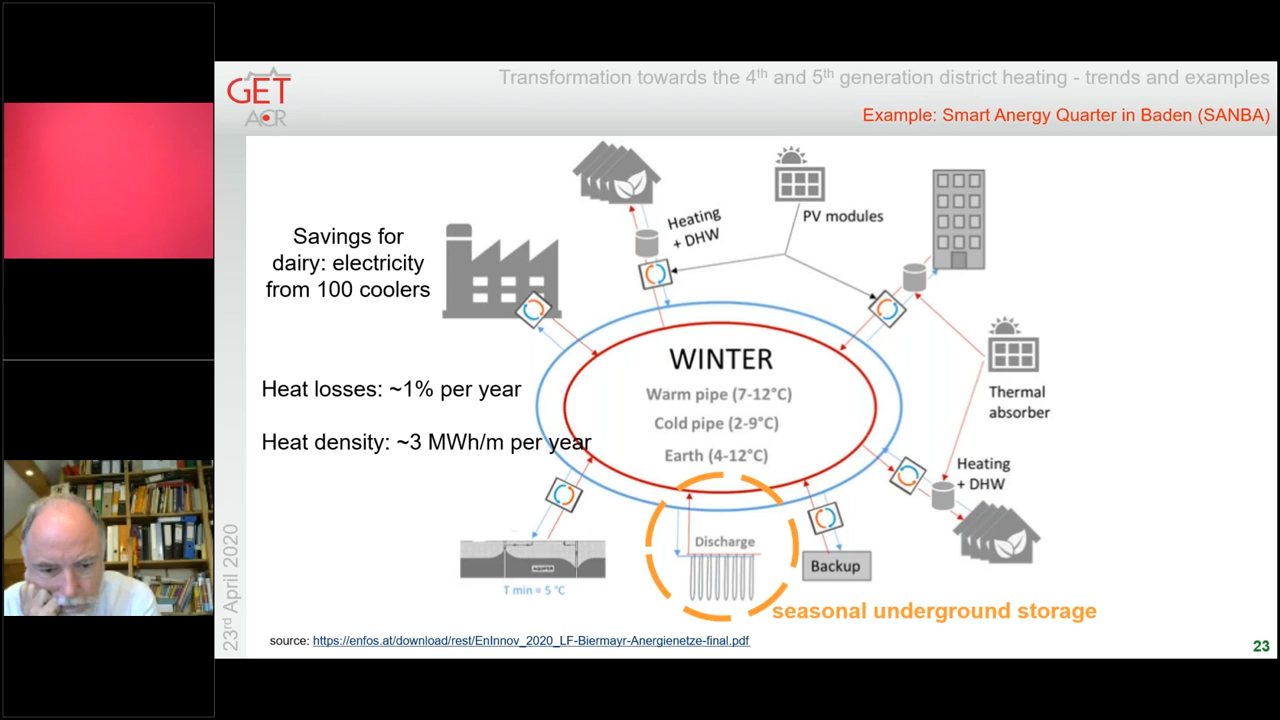 GET
ACR
Transformation towards the 4th and 5th generation district heating - trends and examples
Example: Smart Anergy Quarter in Baden (SANBA)
Savings for
dairy: electricity
from 100 coolers
Heating
+ DHW
PV modules
WINTER
Warm pipe (7-12°C)
Cold pipe (2-9°C)
Earth (4-12°C)
Thermal
absorber
Heat losses: ~1% per year
Heat density: ~3 MWh/m per year
Heating
+ DHW
Discharge
AQUIFER
T min = 5 °C
Backup
seasonal underground storage
23rd April 2020
source: https://enfos.at/download/rest/EnInnov_2020_LF-Biermayr-Anergienetze-final.pdf
23